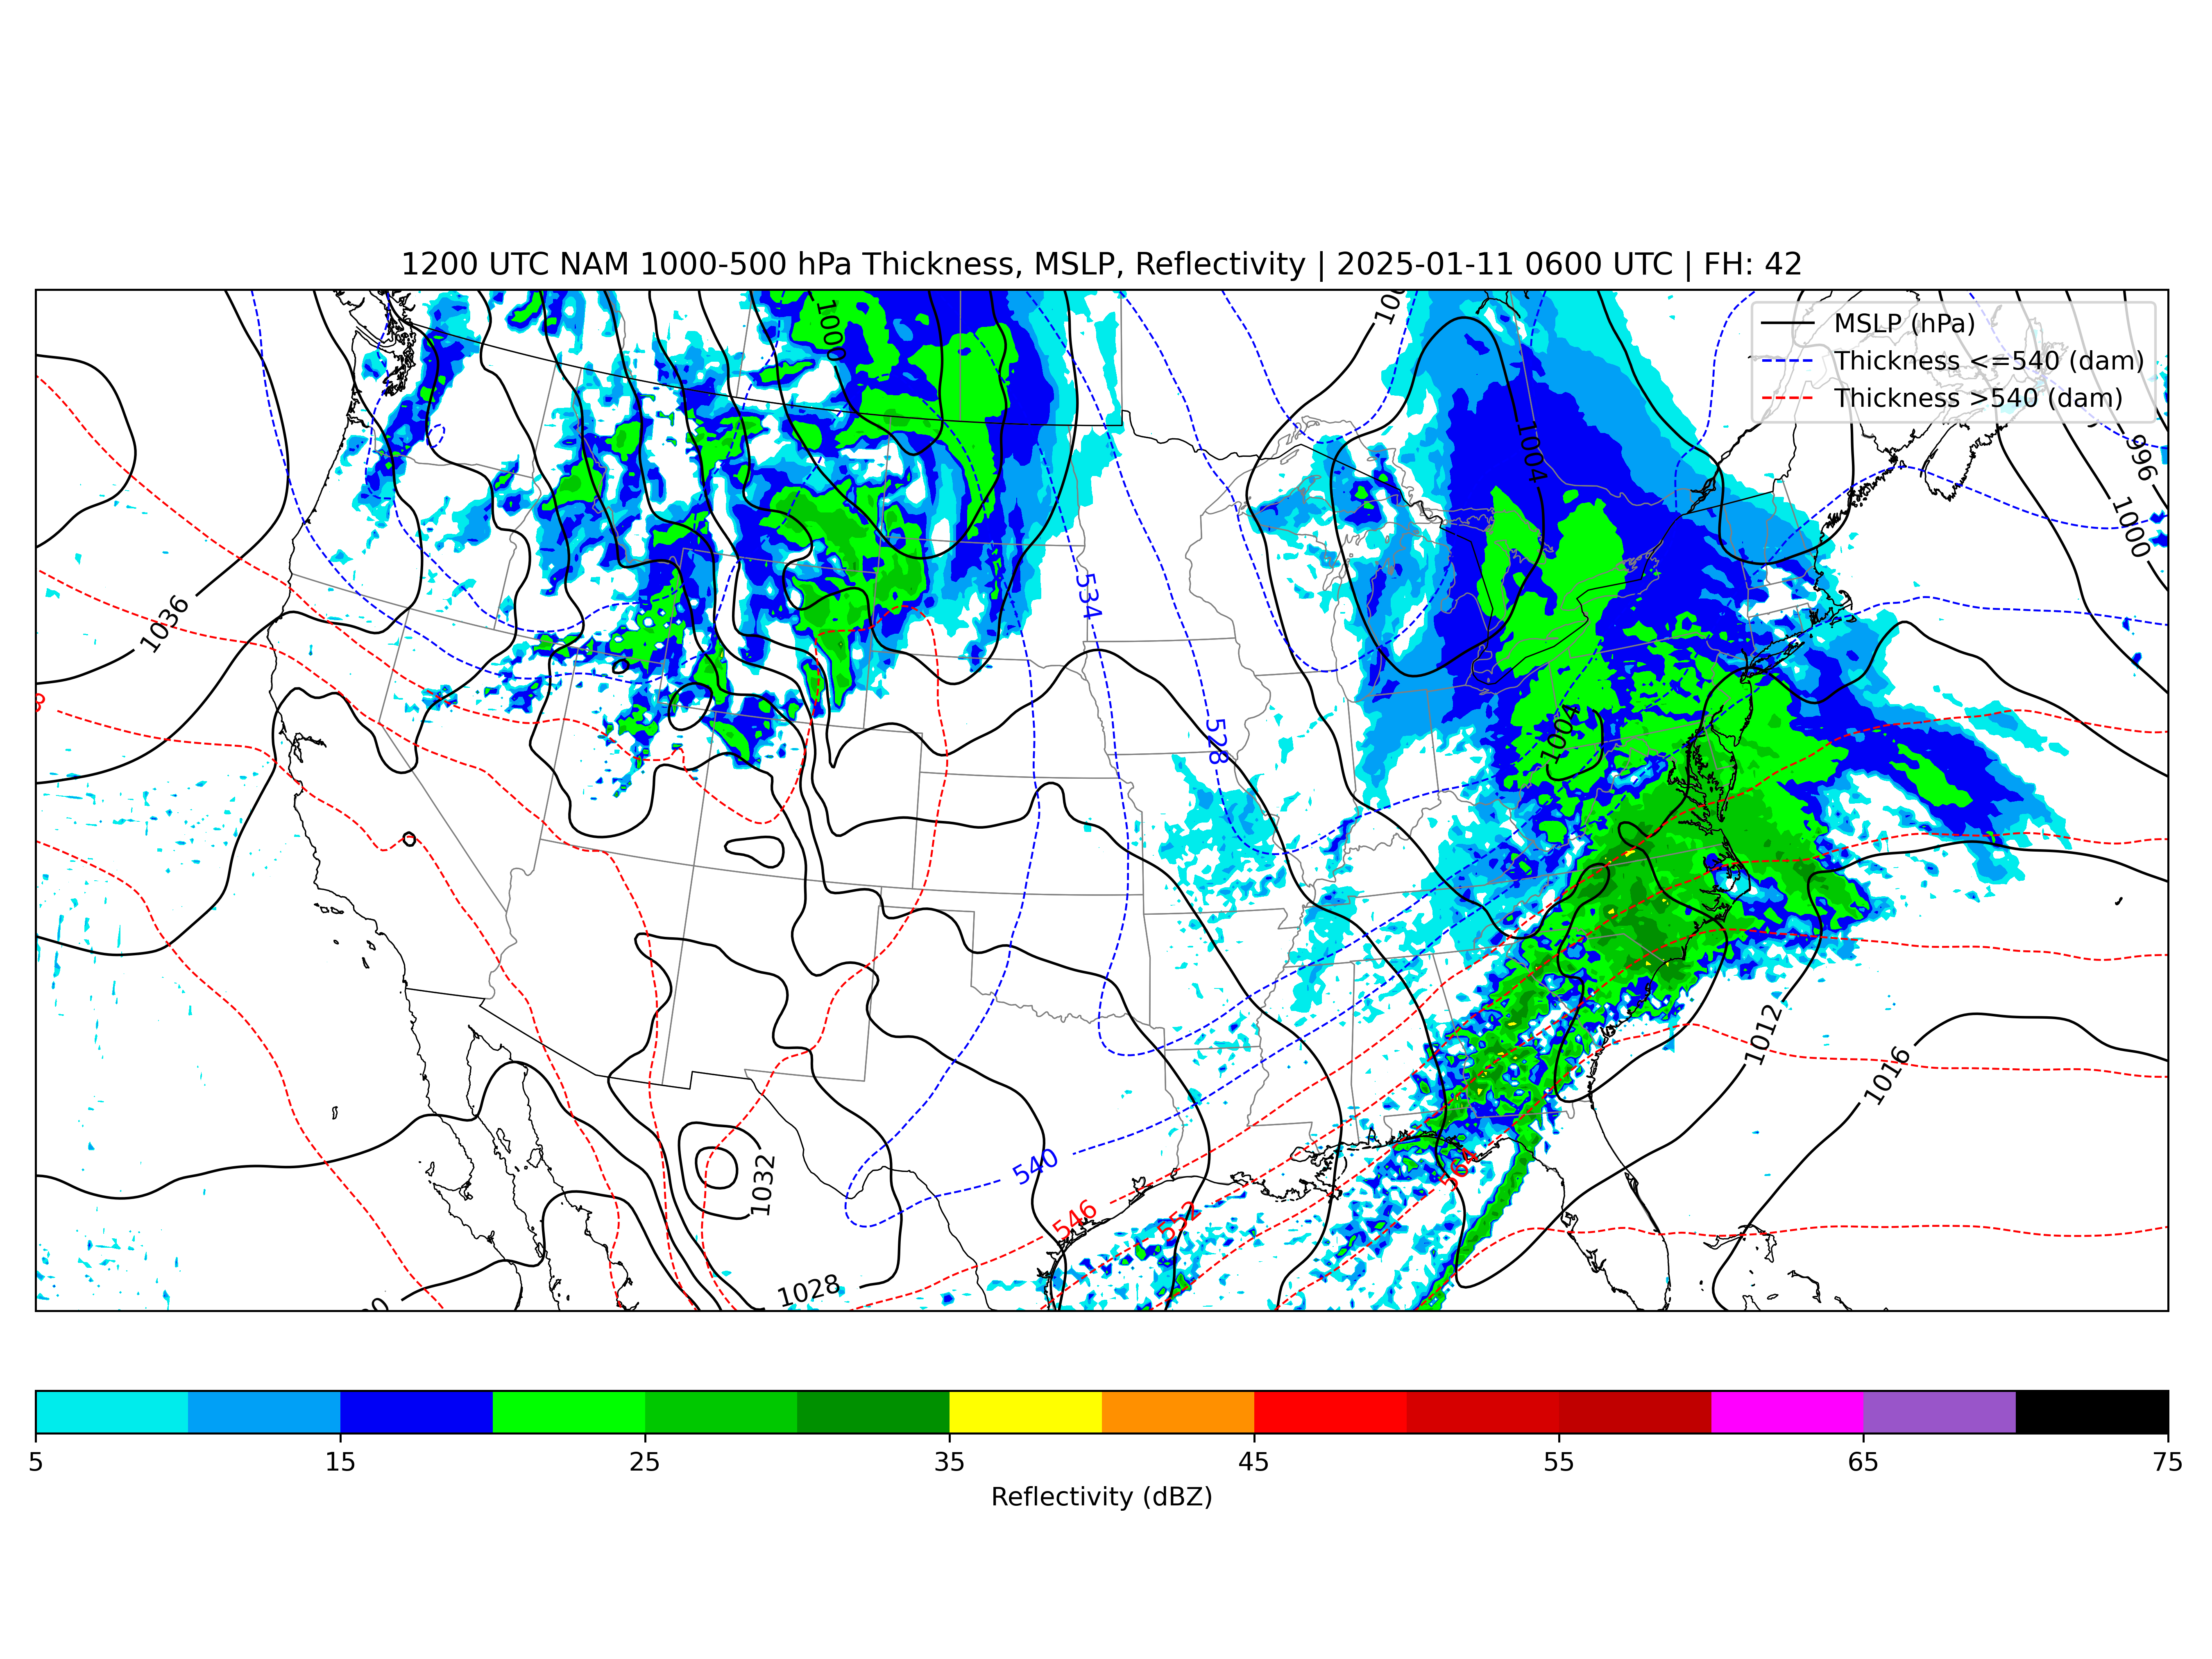 1200 UTC NAM 1000-500 hPa Thickness, MSLP, Reflectivity | 2025-01-11 0600 UTC | FH: 42
MSLP (hPa)
Thickness <=540 (dam)
Thickness >540 (dam)
1000
1004
996
1000
1036
534
528
1004
1012
1016
540
546
552
564
1032
1028
5 15 25 35 45 55 65 75
Reflectivity (dBZ)